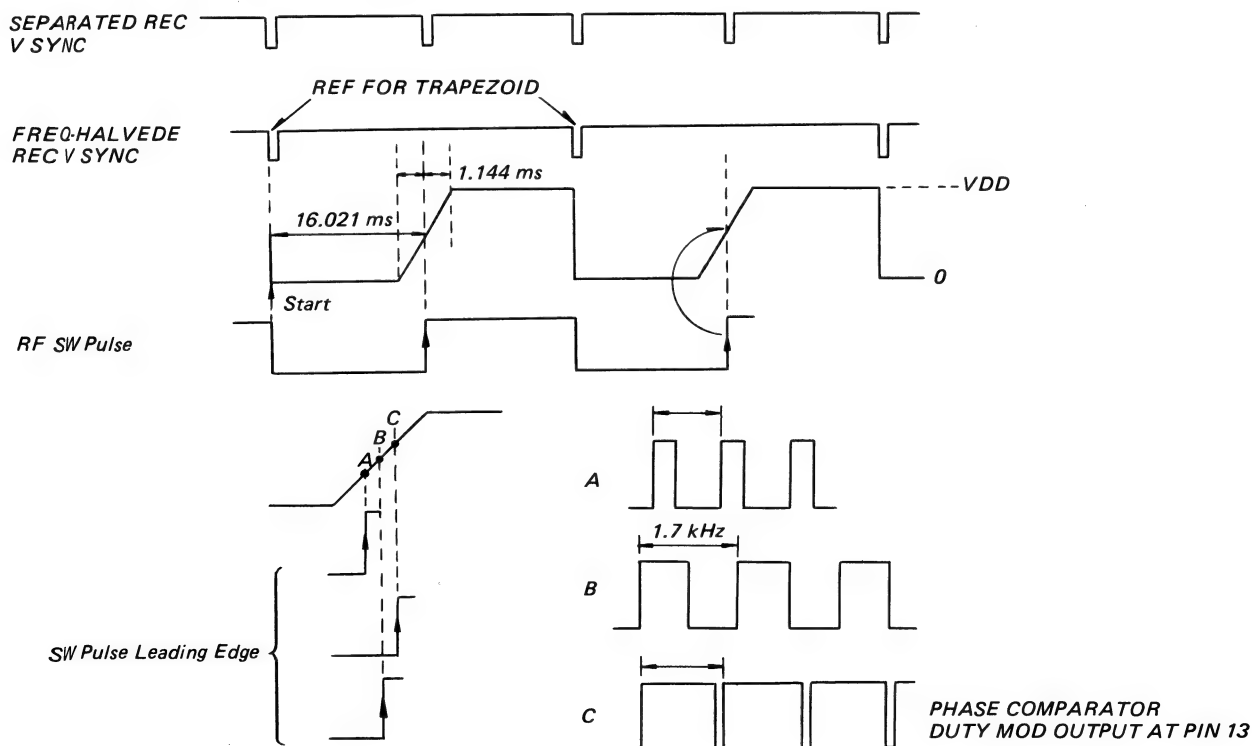 SEPARATED REC
V SYNC
REF FOR TRAPEZOID
FREQ-HALVEDE
REC V SYNC
1.144 ms
VDD
16.021 ms
0
Start
RF SW Pulse
C
B
A
A
1.7 kHz
B
SW Pulse Leading Edge
C
PHASE COMPARATOR
DUTY MOD OUTPUT AT PIN 13